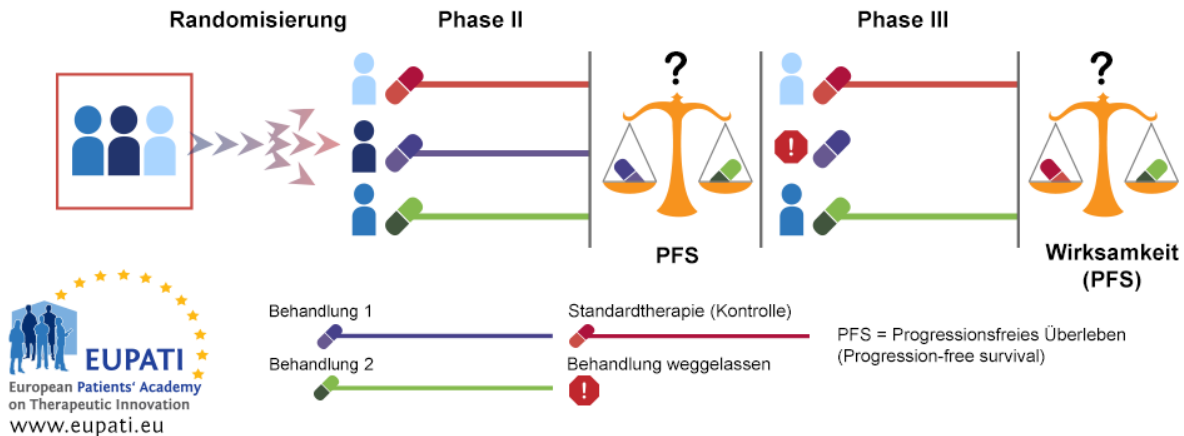 Randomisierung
Phase II
Phase III
?
?
!
PFS
Wirksamkeit
(PFS)
Behandlung 1
Standardtherapie (Kontrolle)
PFS = Progressionsfreies Überleben
(Progression-free survival)
Behandlung 2
Behandlung weggelassen
!
EUPATI
European Patients' Academy
on Therapeutic Innovation
www.eupati.eu